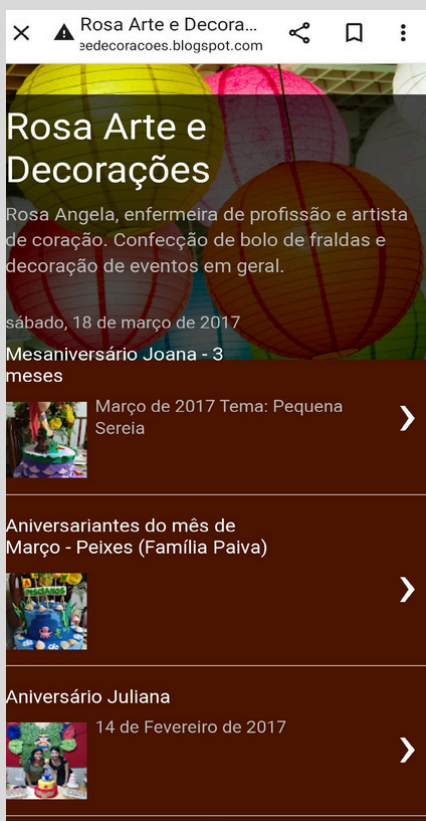 Rosa Arte e Decora...
eedecoracoes.blogspot.com
Rosa Arte e
Decorações
Rosa Angela, enfermeira de profissão e artista
de coração. Confecção de bolo de fraldas e
decoração de eventos em geral.
sábado, 18 de março de 2017
Mesaniversário Joana - 3
meses
Março de 2017 Tema: Pequena
Sereia
Aniversariantes do mês de
Março - Peixes (Família Paiva)
PISCIANOS
Aniversário Juliana
14 de Fevereiro de 2017